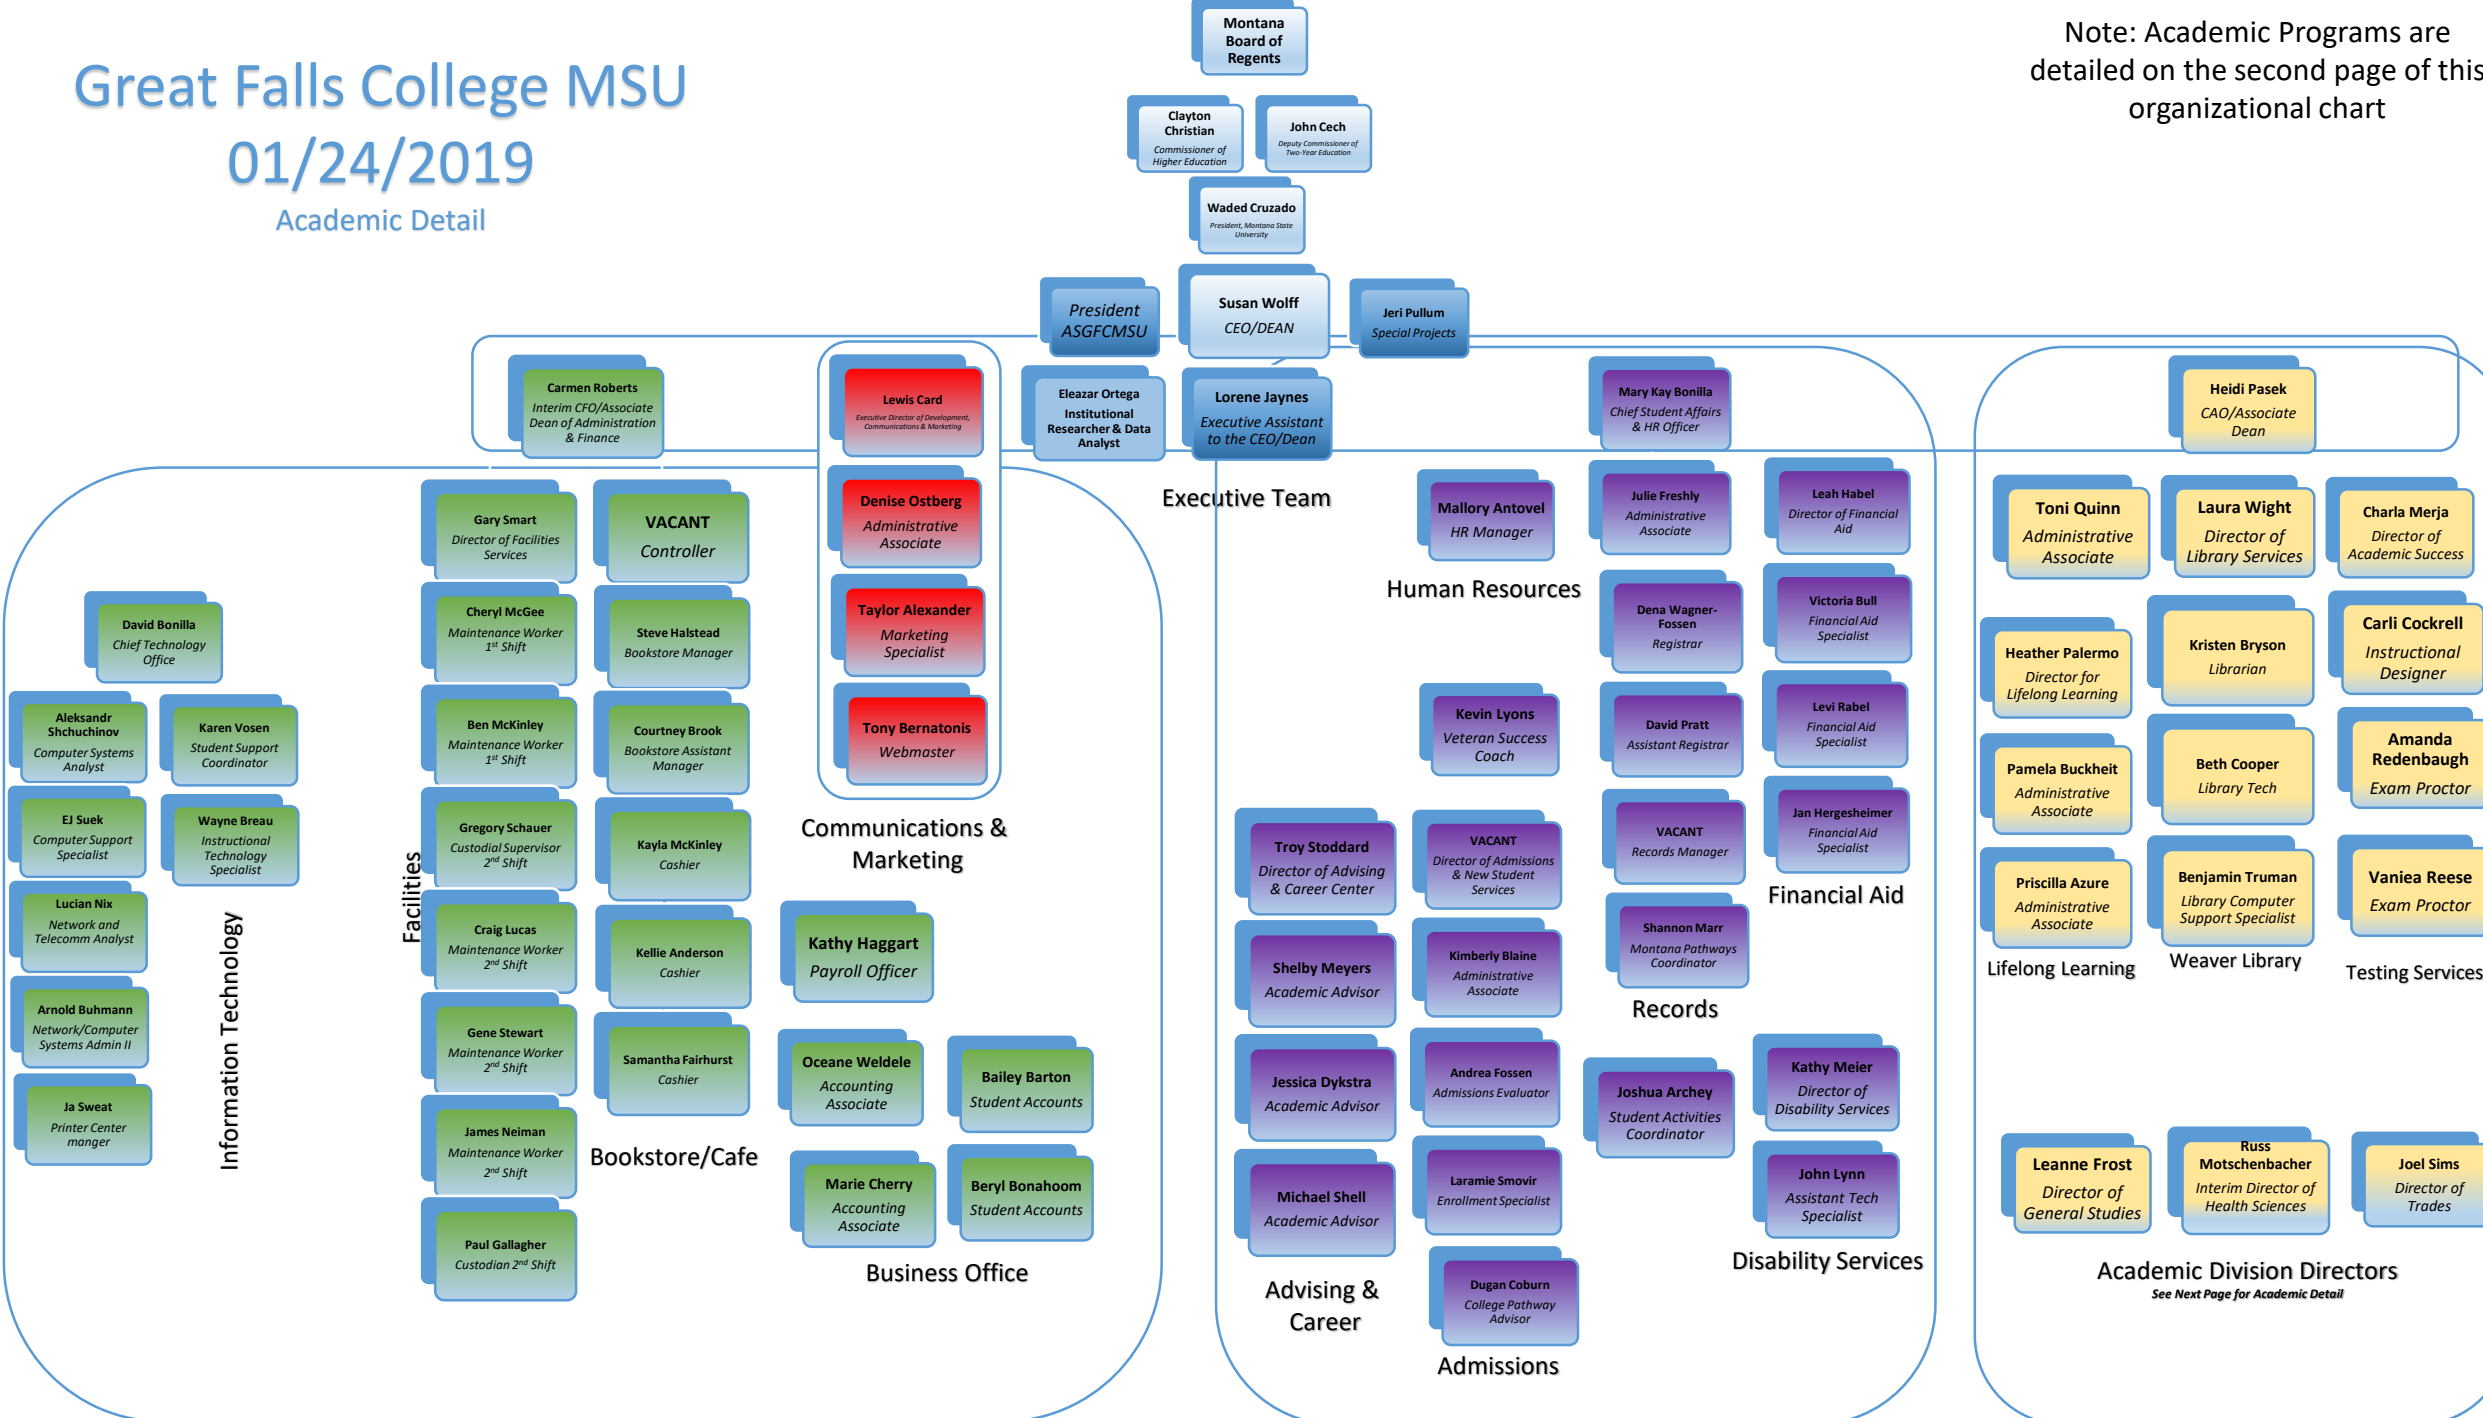 Great Falls College MSU
01/24/2019
Academic Detail
Note: Academic Programs are
detailed on the second page of this
organizational chart
Montana
Board of
Regents
Clayton
Christian
Commissioner of
Higher Education
John Cech
Deputy Commissioner of
Two-Year Education
Waded Cruzado
President, Montana State
University
President
ASGFCMSU
Susan Wolff
CEO/DEAN
Jeri Pullum
Special Projects
Carmen Roberts
Interim CFO/Associate
Dean of Administration
& Finance
Lewis Card
Executive Director of Development,
Communications & Marketing
Eleazar Ortega
Institutional
Researcher & Data
Analyst
Lorene Jaynes
Executive Assistant
to the CEO/Dean
Mary Kay Bonilla
Chief Student Affairs
& HR Officer
Heidi Pasek
CAO/Associate
Dean
Executive Team
David Bonilla
Chief Technology
Office
Aleksandr
Shchuchinov
Computer Systems
Analyst
Karen Vosen
Student Support
Coordinator
EJ Suek
Computer Support
Specialist
Wayne Breau
Instructional
Technology
Specialist
Lucian Nix
Network and
Telecomm Analyst
Arnold Buhmann
Network/Computer
Systems Admin II
Ja Sweat
Printer Center
manger
Information Technology
Gary Smart
Director of Facilities
Services
Cheryl McGee
Maintenance Worker
1st Shift
Ben McKinley
Maintenance Worker
1st Shift
Gregory Schauer
Custodial Supervisor
2nd Shift
Craig Lucas
Maintenance Worker
2nd Shift
Gene Stewart
Maintenance Worker
2nd Shift
James Neiman
Maintenance Worker
2nd Shift
Paul Gallagher
Custodian 2nd Shift
Facilities
VACANT
Controller
Steve Halstead
Bookstore Manager
Courtney Brook
Bookstore Assistant
Manager
Kayla McKinley
Cashier
Kellie Anderson
Cashier
Samantha Fairhurst
Cashier
Bookstore/Cafe
Denise Ostberg
Administrative
Associate
Taylor Alexander
Marketing
Specialist
Tony Bernatonis
Webmaster
Communications &
Marketing
Kathy Haggart
Payroll Officer
Oceane Weldele
Accounting
Associate
Bailey Barton
Student Accounts
Marie Cherry
Accounting
Associate
Beryl Bonahoom
Student Accounts
Business Office
Mallory Antovel
HR Manager
Human Resources
Kevin Lyons
Veteran Success
Coach
Troy Stoddard
Director of Advising
& Career Center
Shelby Meyers
Academic Advisor
Jessica Dykstra
Academic Advisor
Michael Shell
Academic Advisor
Advising &
Career
VACANT
Director of Admissions
& New Student
Services
Kimberly Blaine
Administrative
Associate
Andrea Fossen
Admissions Evaluator
Laramie Smovir
Enrollment Specialist
Dugan Coburn
College Pathway
Advisor
Admissions
Julie Freshly
Administrative
Associate
Dena Wagner-
Fossen
Registrar
David Pratt
Assistant Registrar
VACANT
Records Manager
Shannon Marr
Montana Pathways
Coordinator
Records
Joshua Archey
Student Activities
Coordinator
Leah Habel
Director of Financial
Aid
Victoria Bull
Financial Aid
Specialist
Levi Rabel
Financial Aid
Specialist
Jan Hergesheimer
Financial Aid
Specialist
Financial Aid
Kathy Meier
Director of
Disability Services
John Lynn
Assistant Tech
Specialist
Disability Services
Toni Quinn
Administrative
Associate
Heather Palermo
Director for
Lifelong Learning
Pamela Buckheit
Administrative
Associate
Priscilla Azure
Administrative
Associate
Lifelong Learning
Laura Wight
Director of
Library Services
Kristen Bryson
Librarian
Beth Cooper
Library Tech
Benjamin Truman
Library Computer
Support Specialist
Weaver Library
Charla Merja
Director of
Academic Success
Carli Cockrell
Instructional
Designer
Amanda
Redenbaugh
Exam Proctor
Vaniea Reese
Exam Proctor
Testing Services
Leanne Frost
Director of
General Studies
Russ
Motschenbacher
Interim Director of
Health Sciences
Joel Sims
Director of
Trades
Academic Division Directors
See Next Page for Academic Detail